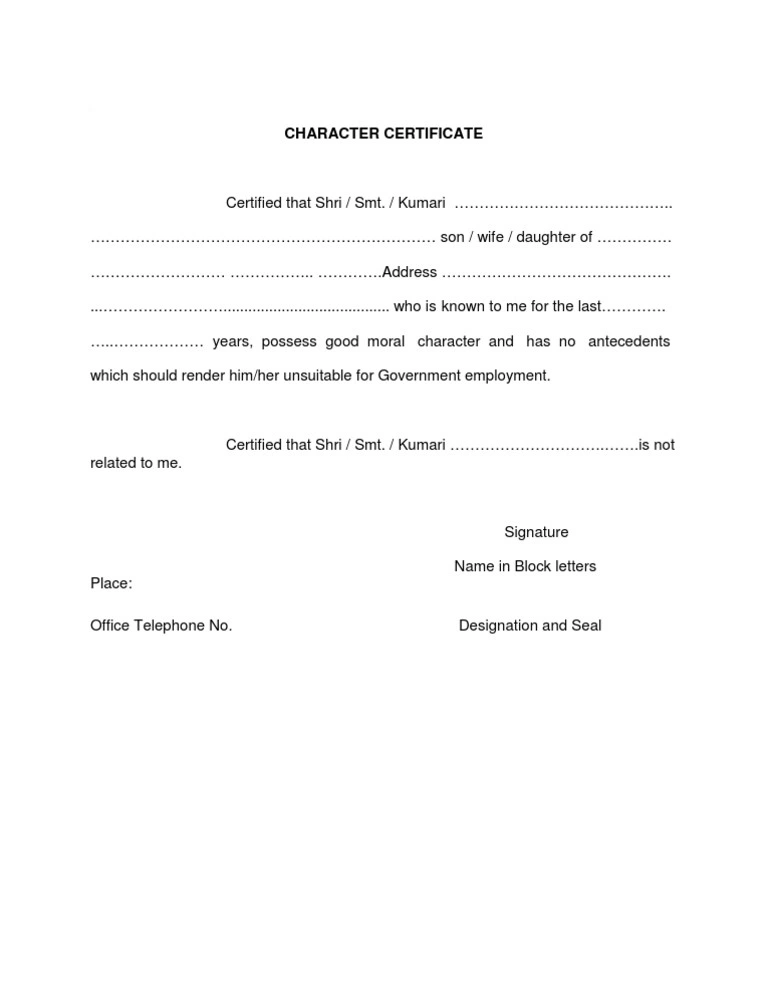 CHARACTER CERTIFICATE
Certified that Shri / Smt. / Kumari ……………………………………..
…………………………………………………………… son / wife / daughter of ……………
……………………… …………….. ………….Address ……………………………………….
...……………………........................................ who is known to me for the last………….
…..……………… years, possess good moral character and has no antecedents
which should render him/her unsuitable for Government employment.
Certified that Shri / Smt. / Kumari ………………………….…….is not
related to me.
Signature
Name in Block letters
Place:
Office Telephone No. Designation and Seal